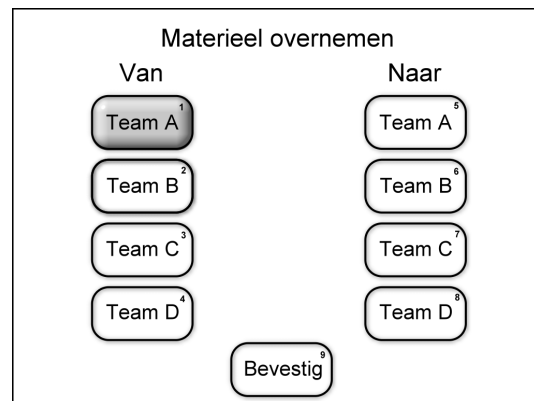 Materieel overnemen
Van Naar
Team A 1 Team A 5
Team B 2 Team B 6
Team C 3 Team C 7
Team D 4 Team D 8
Bevestig 9